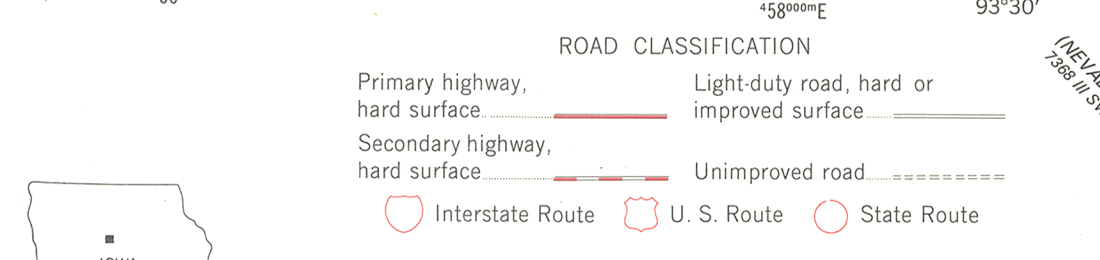 ⁴58⁰⁰⁰ᵐE
93°30′
ROAD CLASSIFICATION
(NEVA
7368 III SW
Primary highway,
hard surface
Light-duty road, hard or
improved surface
Secondary highway,
hard surface
Unimproved road
Interstate Route
U. S. Route
State Route